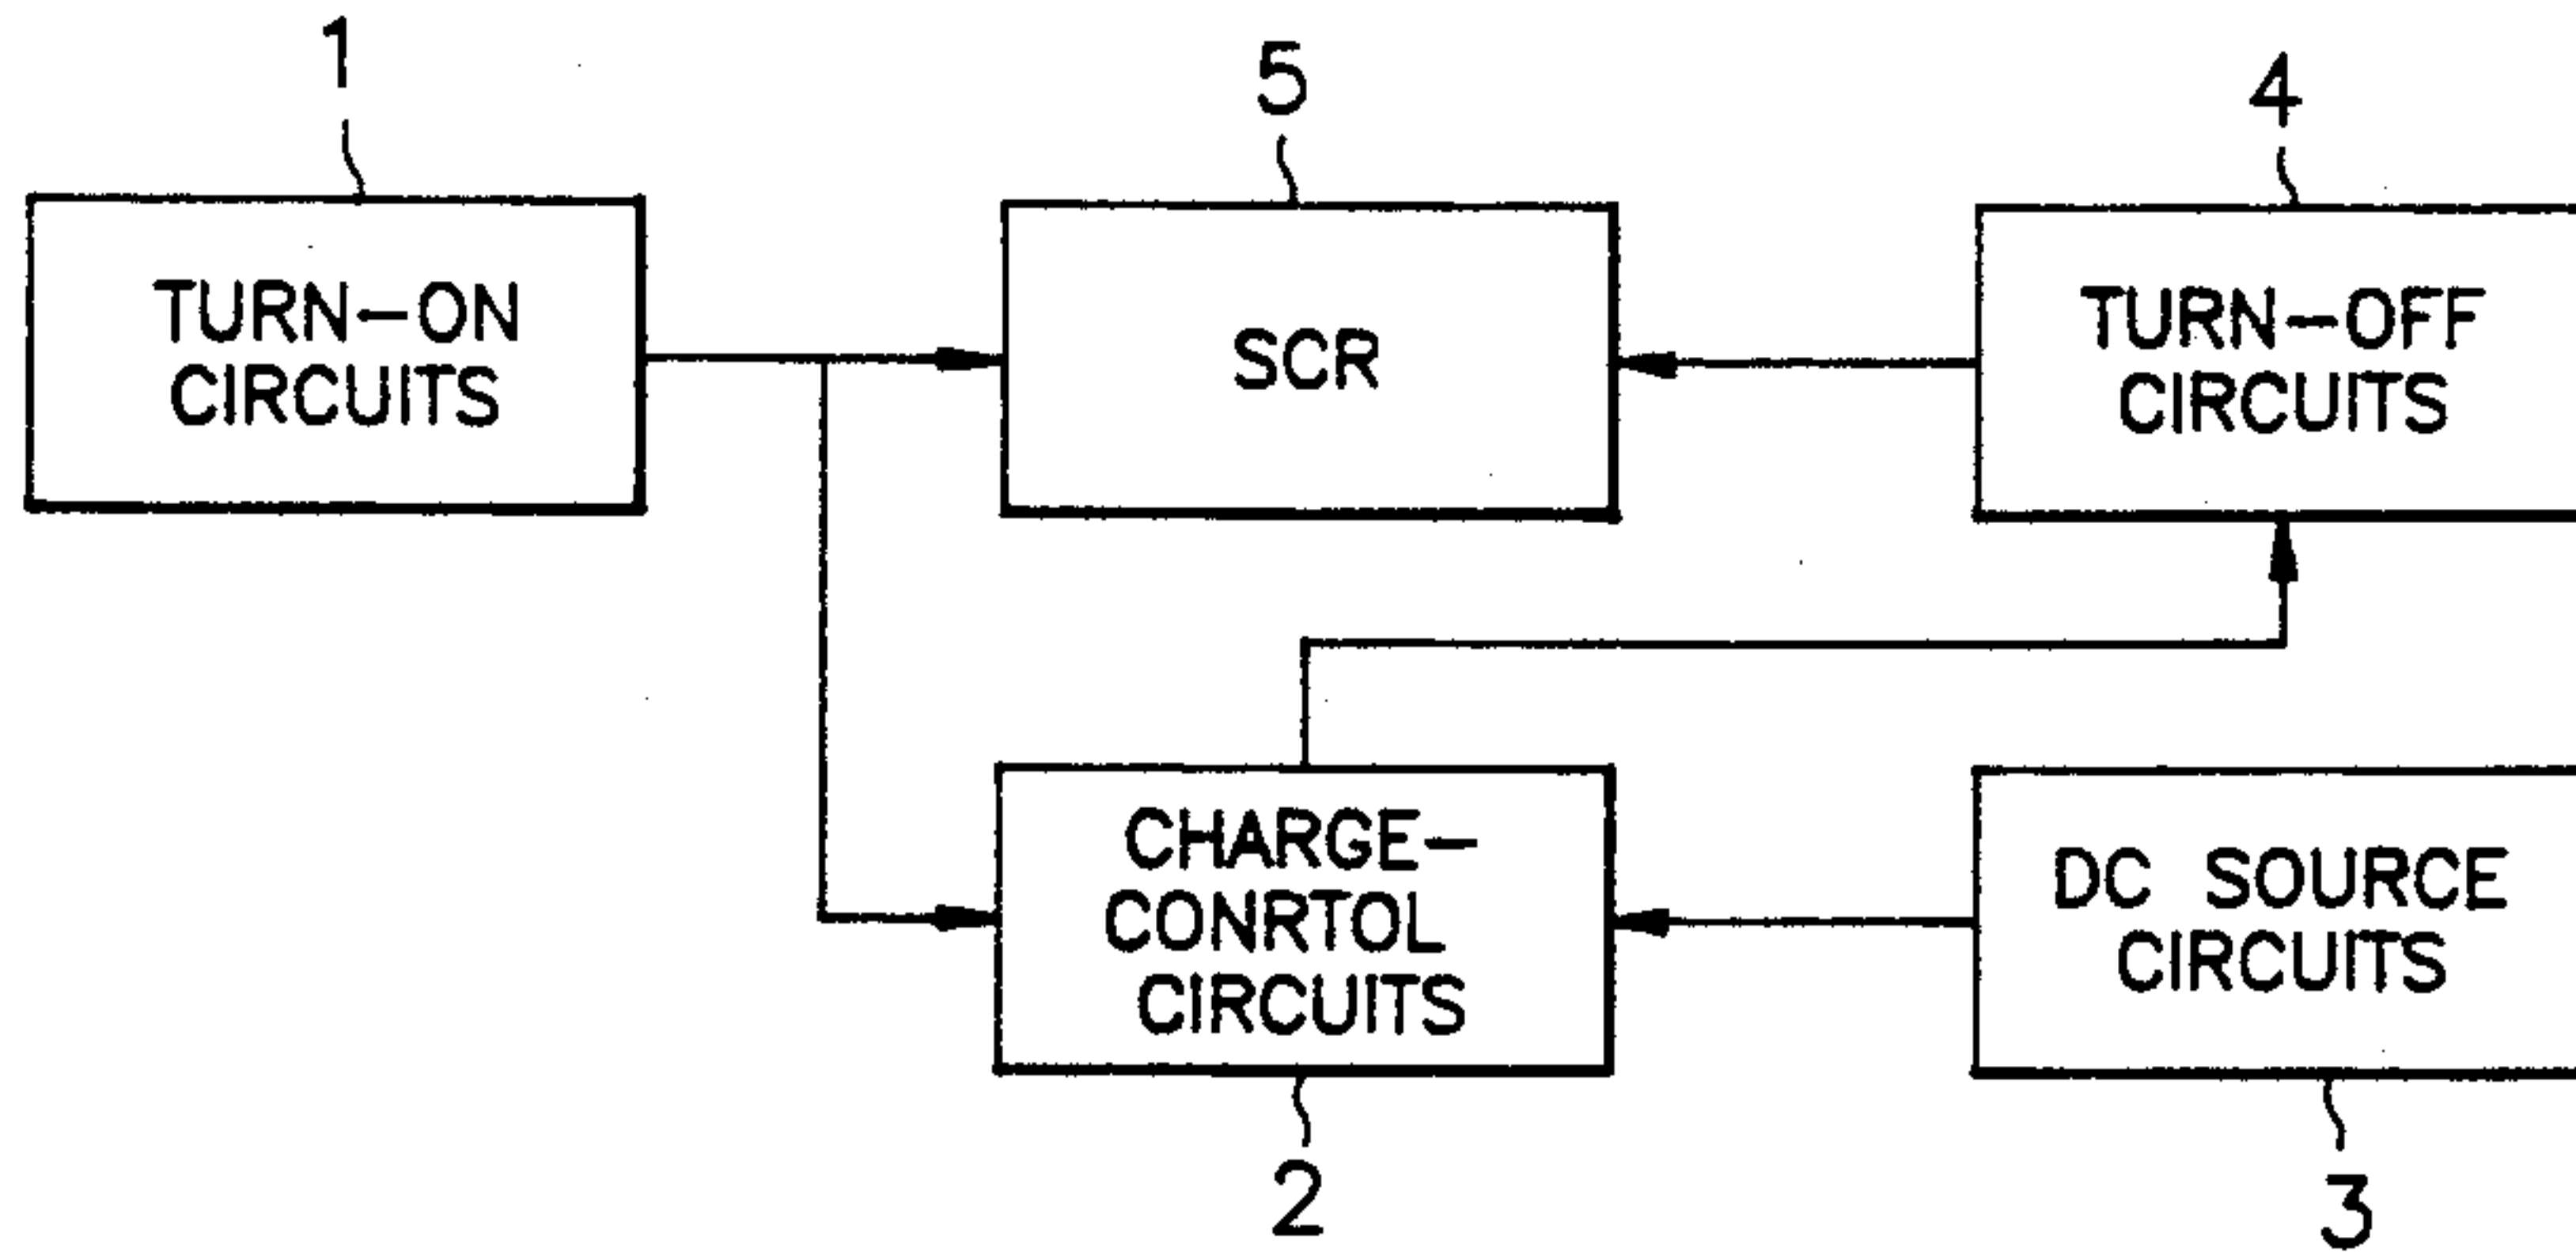 1
5
4
TURN-ON
CIRCUITS
SCR
TURN-OFF
CIRCUITS
CHARGE-
CONRTOL
CIRCUITS
DC SOURCE
CIRCUITS
2
3